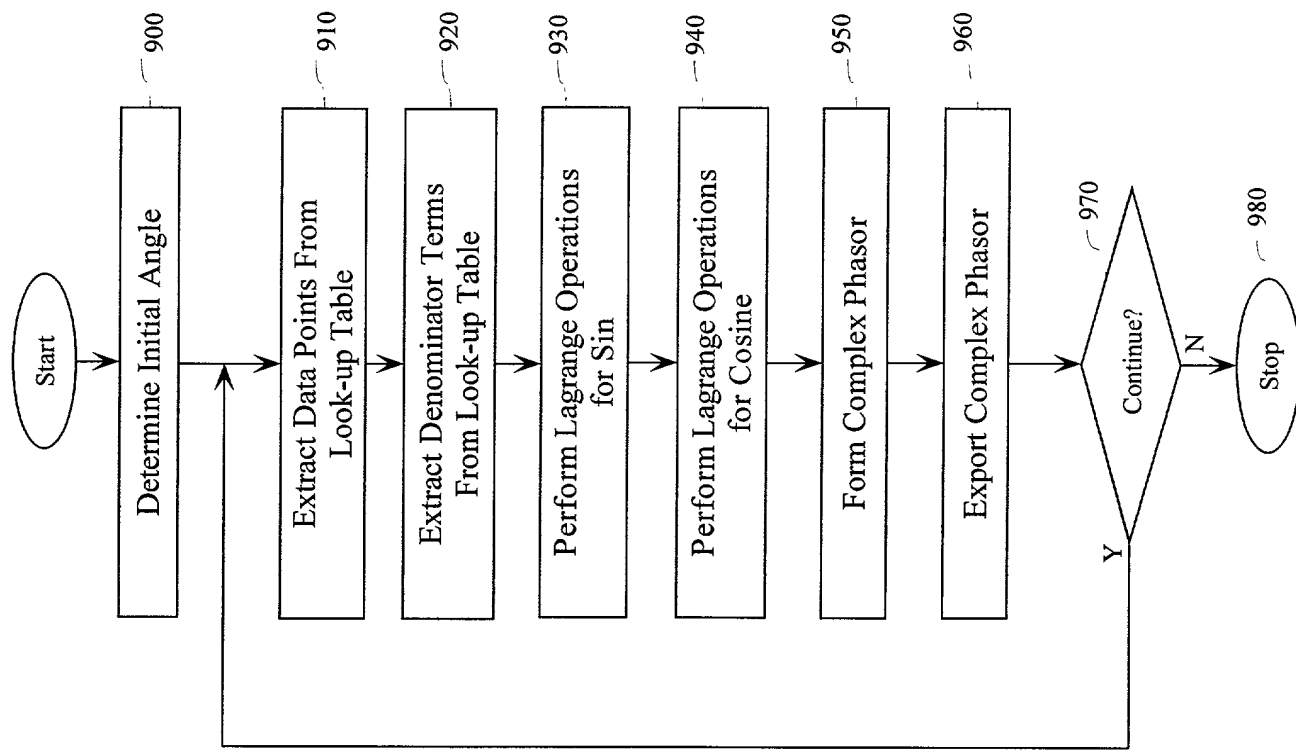 Start
Determine Initial Angle
900
Extract Data Points From
Look-up Table
910
Extract Denominator Terms
From Look-up Table
920
Perform Lagrange Operations
for Sin
930
Perform Lagrange Operations
for Cosine
940
Form Complex Phasor
950
Export Complex Phasor
960
Continue?
970
Y
N
Stop
980